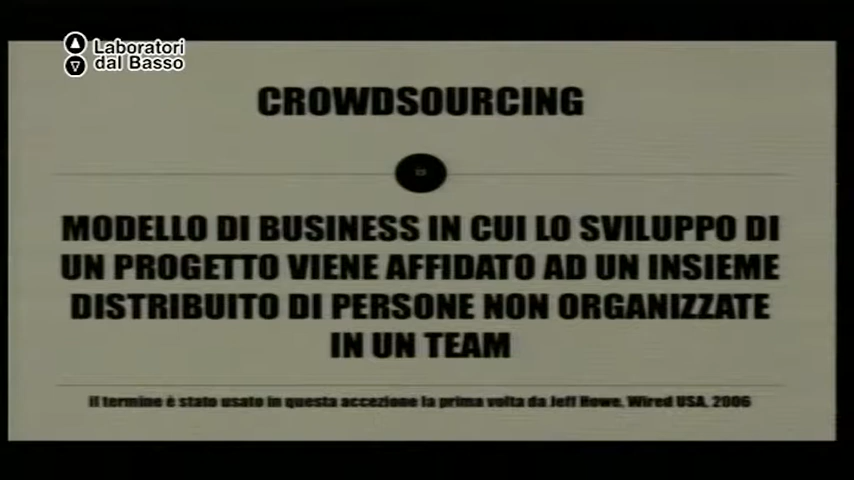 Laboratori
dal Basso
CROWDSOURCING
MODELLO DI BUSINESS IN CUI LO SVILUPPO DI
UN PROGETTO VIENE AFFIDATO AD UN INSIEME
DISTRIBUITO DI PERSONE NON ORGANIZZATE
IN UN TEAM
Il termine è stato usato in questa accezione la prima volta da Jeff Howe, Wired USA, 2006